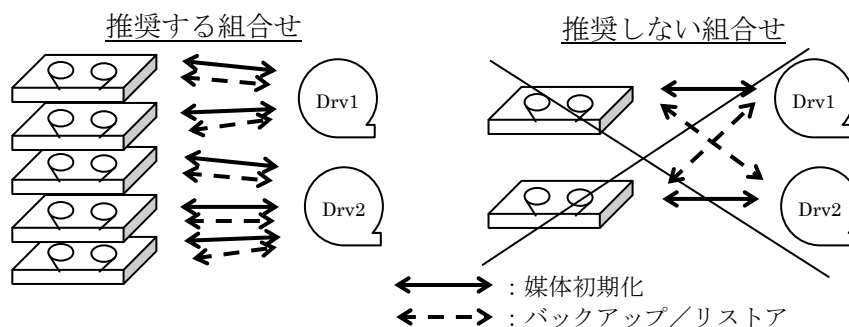 推奨する組合せ
推奨しない組合せ
Drv1
Drv2
Drv1
Drv2
：媒体初期化
：バックアップ／リストア